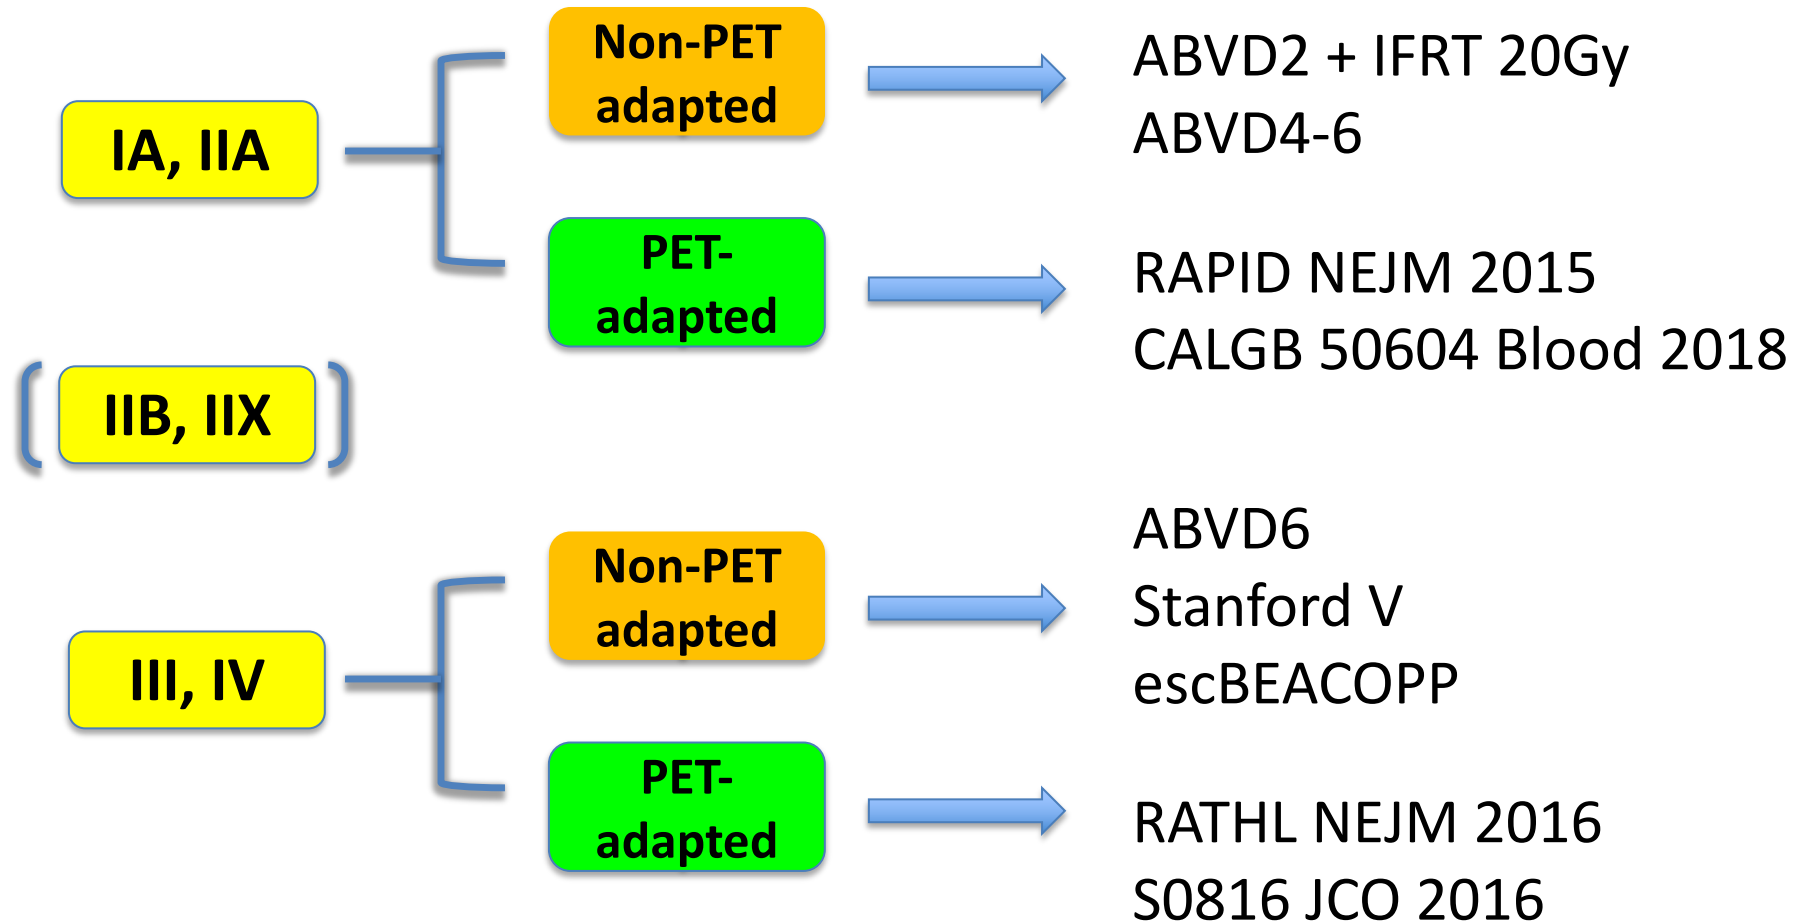 IA, IIA
Non-PET
adapted
ABVD2 + IFRT 20Gy
ABVD4-6
PET-
adapted
RAPID NEJM 2015
CALGB 50604 Blood 2018
IIB, IIX
III, IV
Non-PET
adapted
ABVD6
Stanford V
escBEACOPP
PET-
adapted
RATHL NEJM 2016
S0816 JCO 2016